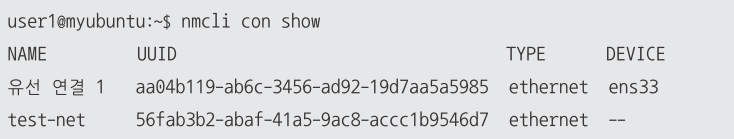 user1@myubuntu:~$ nmcli con show
NAME UUID TYPE DEVICE
유선 연결 1 aa04b119-ab6c-3456-ad92-19d7aa5a5985 ethernet ens33
test-net 56fab3b2-abaf-41a5-9ac8-accc1b9546d7 ethernet --